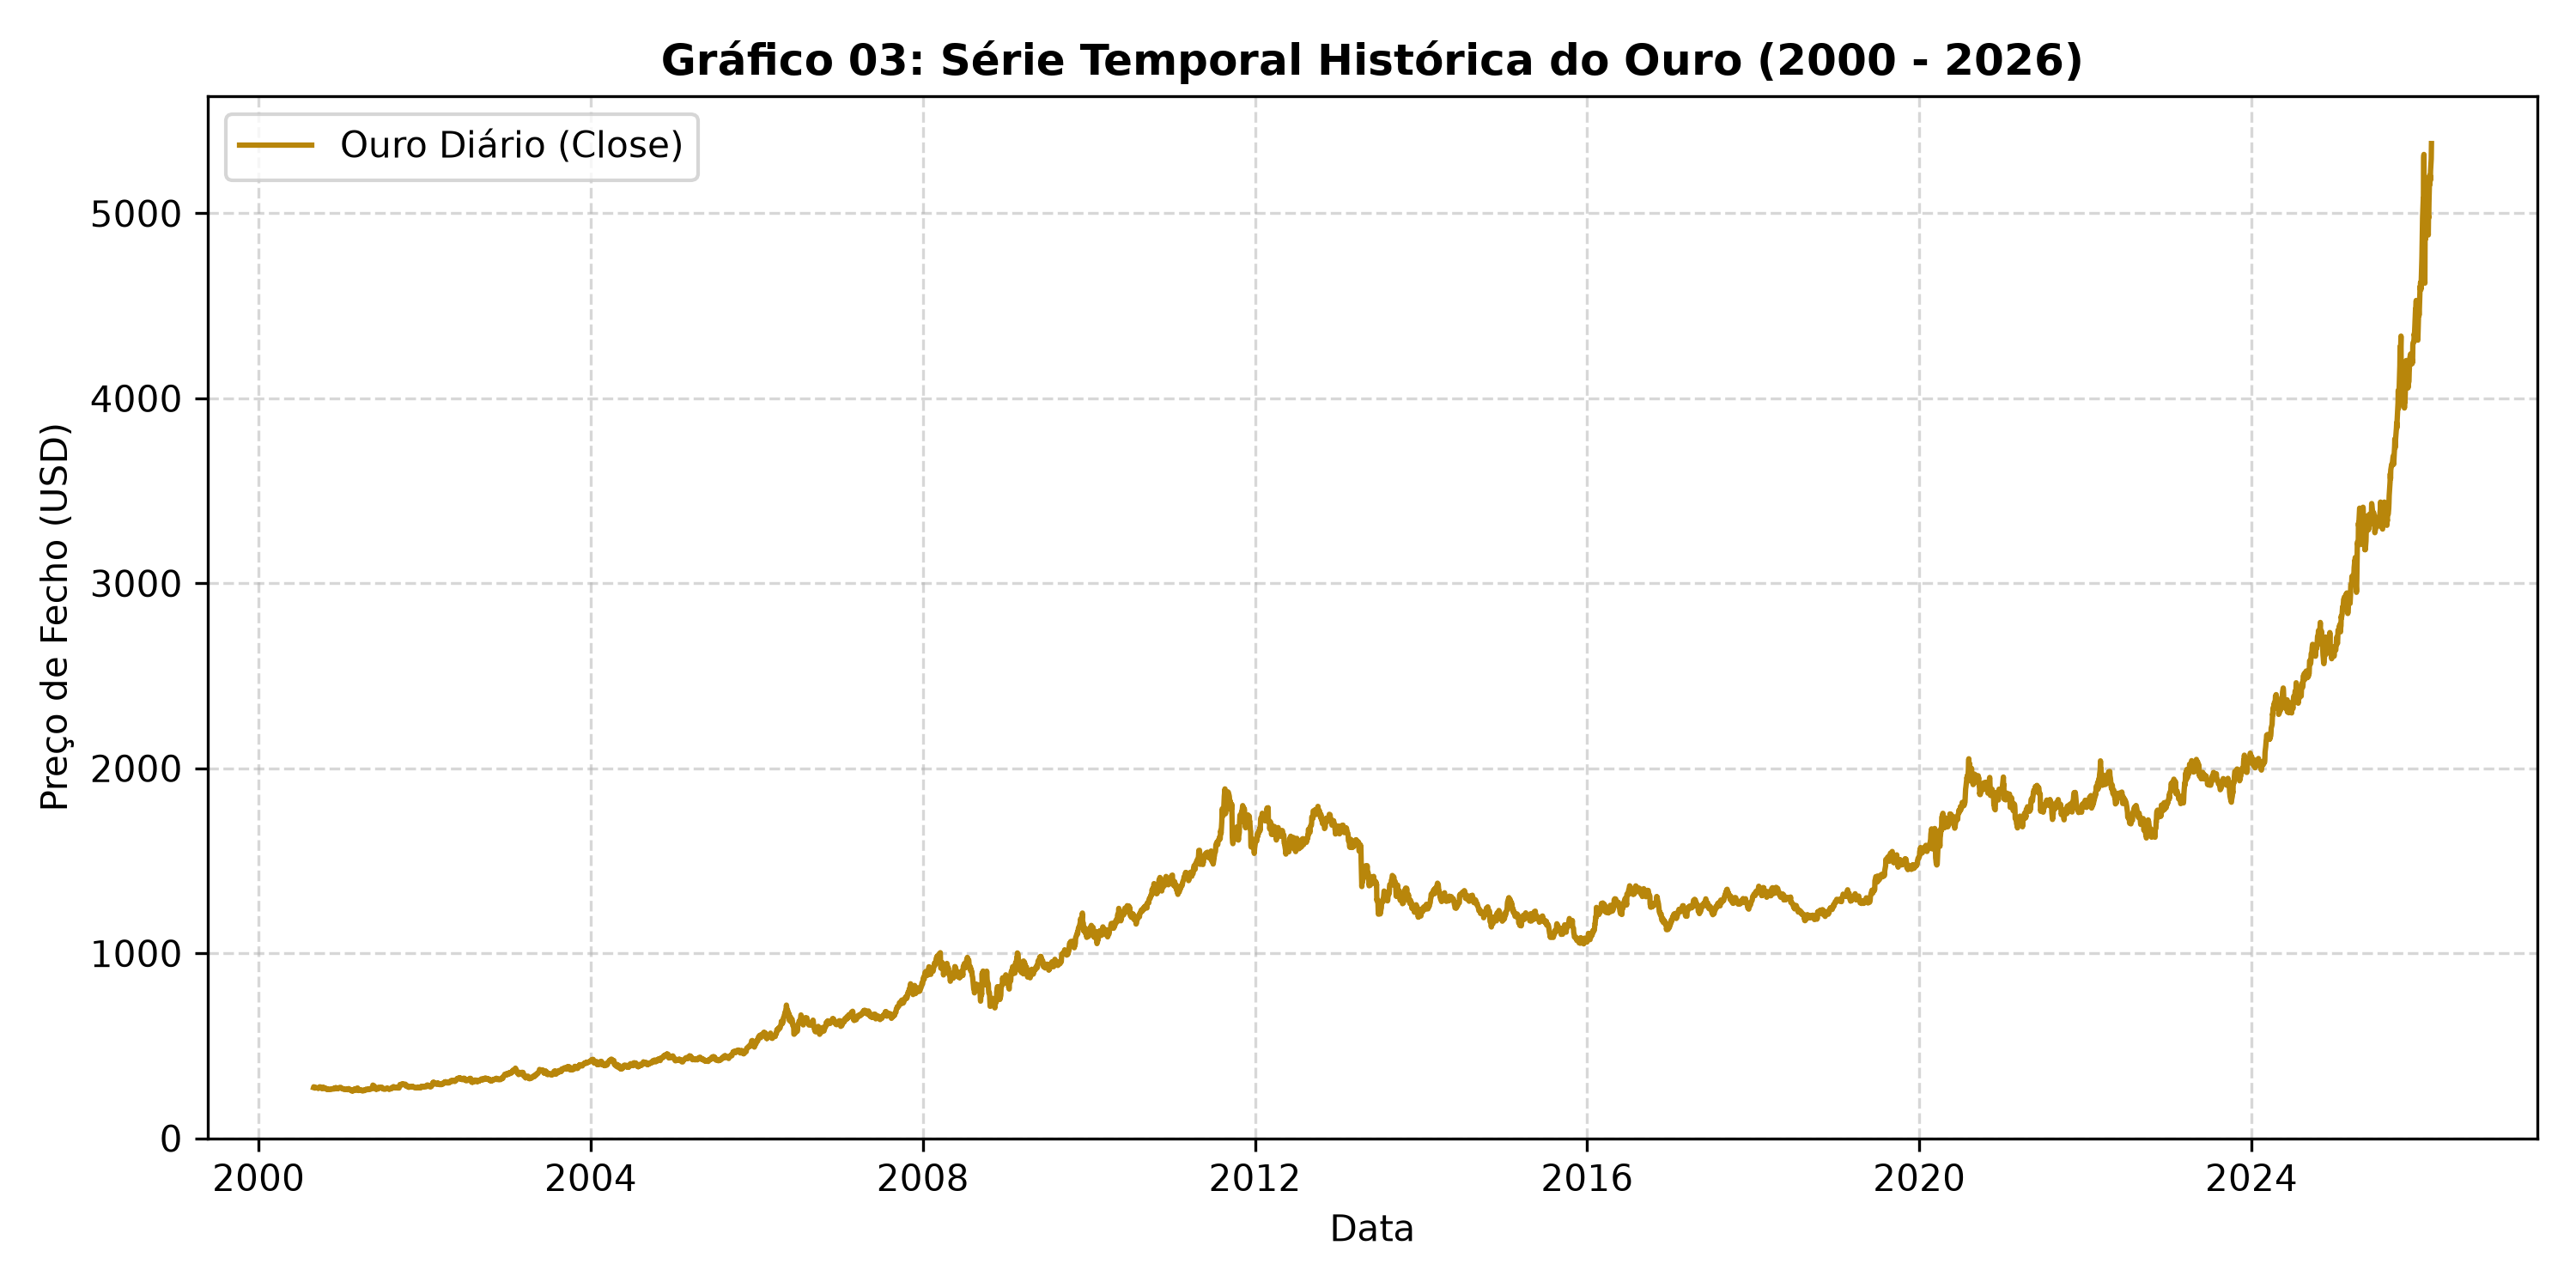 Gráfico 03: Série Temporal Histórica do Ouro (2000 - 2026)
Ouro Diário (Close)
Preço de Fecho (USD)
5000
4000
3000
2000
1000
0
2000 2004 2008 2012 2016 2020 2024
Data